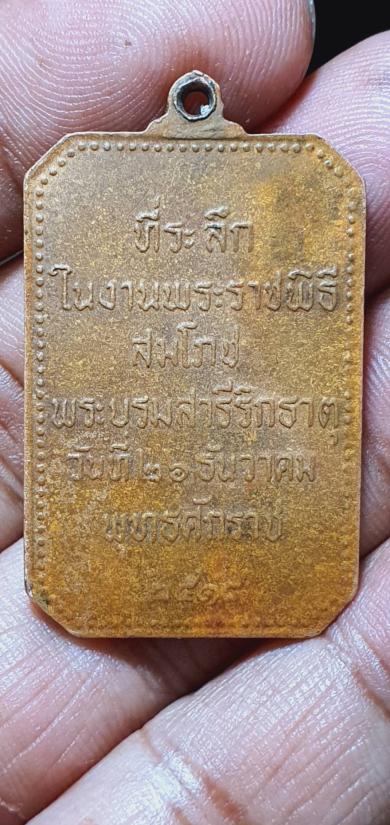 ที่ระลึก
ในงานพระราชพิธี
สมโภช
พระบรมสารีริกธาตุ
วันที่ ๒๑ ธันวาคม
พุทธศักราช
๒๕๑๘